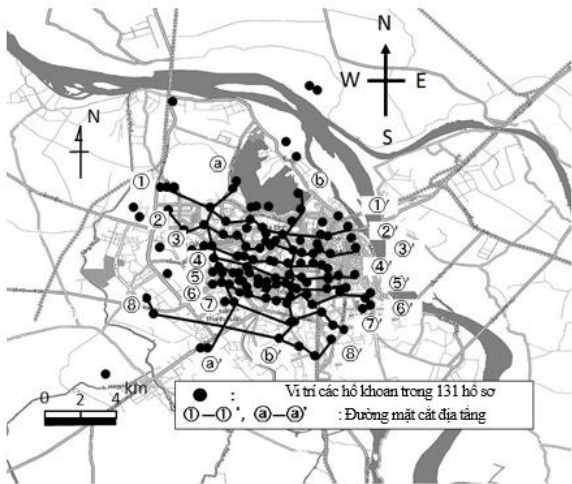 N
W E
S
N
ⓐ
ⓑ
①
①'
②
②'
③
③'
④
④'
⑤
⑤'
⑥
⑥'
⑦
⑦'
⑧
ⓑ'
⑧'
ⓐ'
km
0 2 4
: Vị trí các hố khoan trong 131 hồ sơ
①—①', ⓐ—ⓐ' : Đường mặt cắt địa tầng